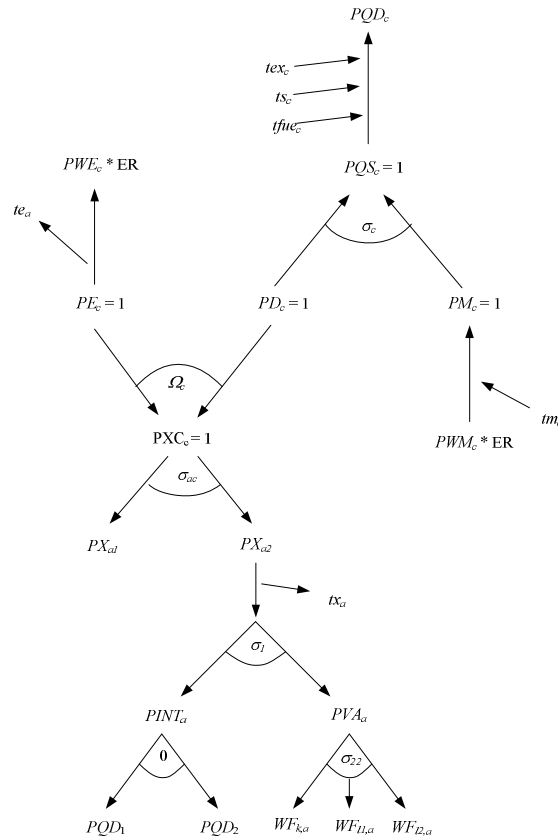 PQD_c
tex_c
ts_c
tfue_c
PWE_c * ER
PQS_c = 1
te_a
σ_c
PE_c = 1
PD_c = 1
PM_c = 1
Ω_c
tm
PXC_c = 1
PWM_c * ER
σ_ac
PX_a1
PX_a2
tx_a
σ_1
PINT_a
PVA_a
0
σ_22
PQD_1
PQD_2
WF_k,a
WF_l1,a
WF_l2,a